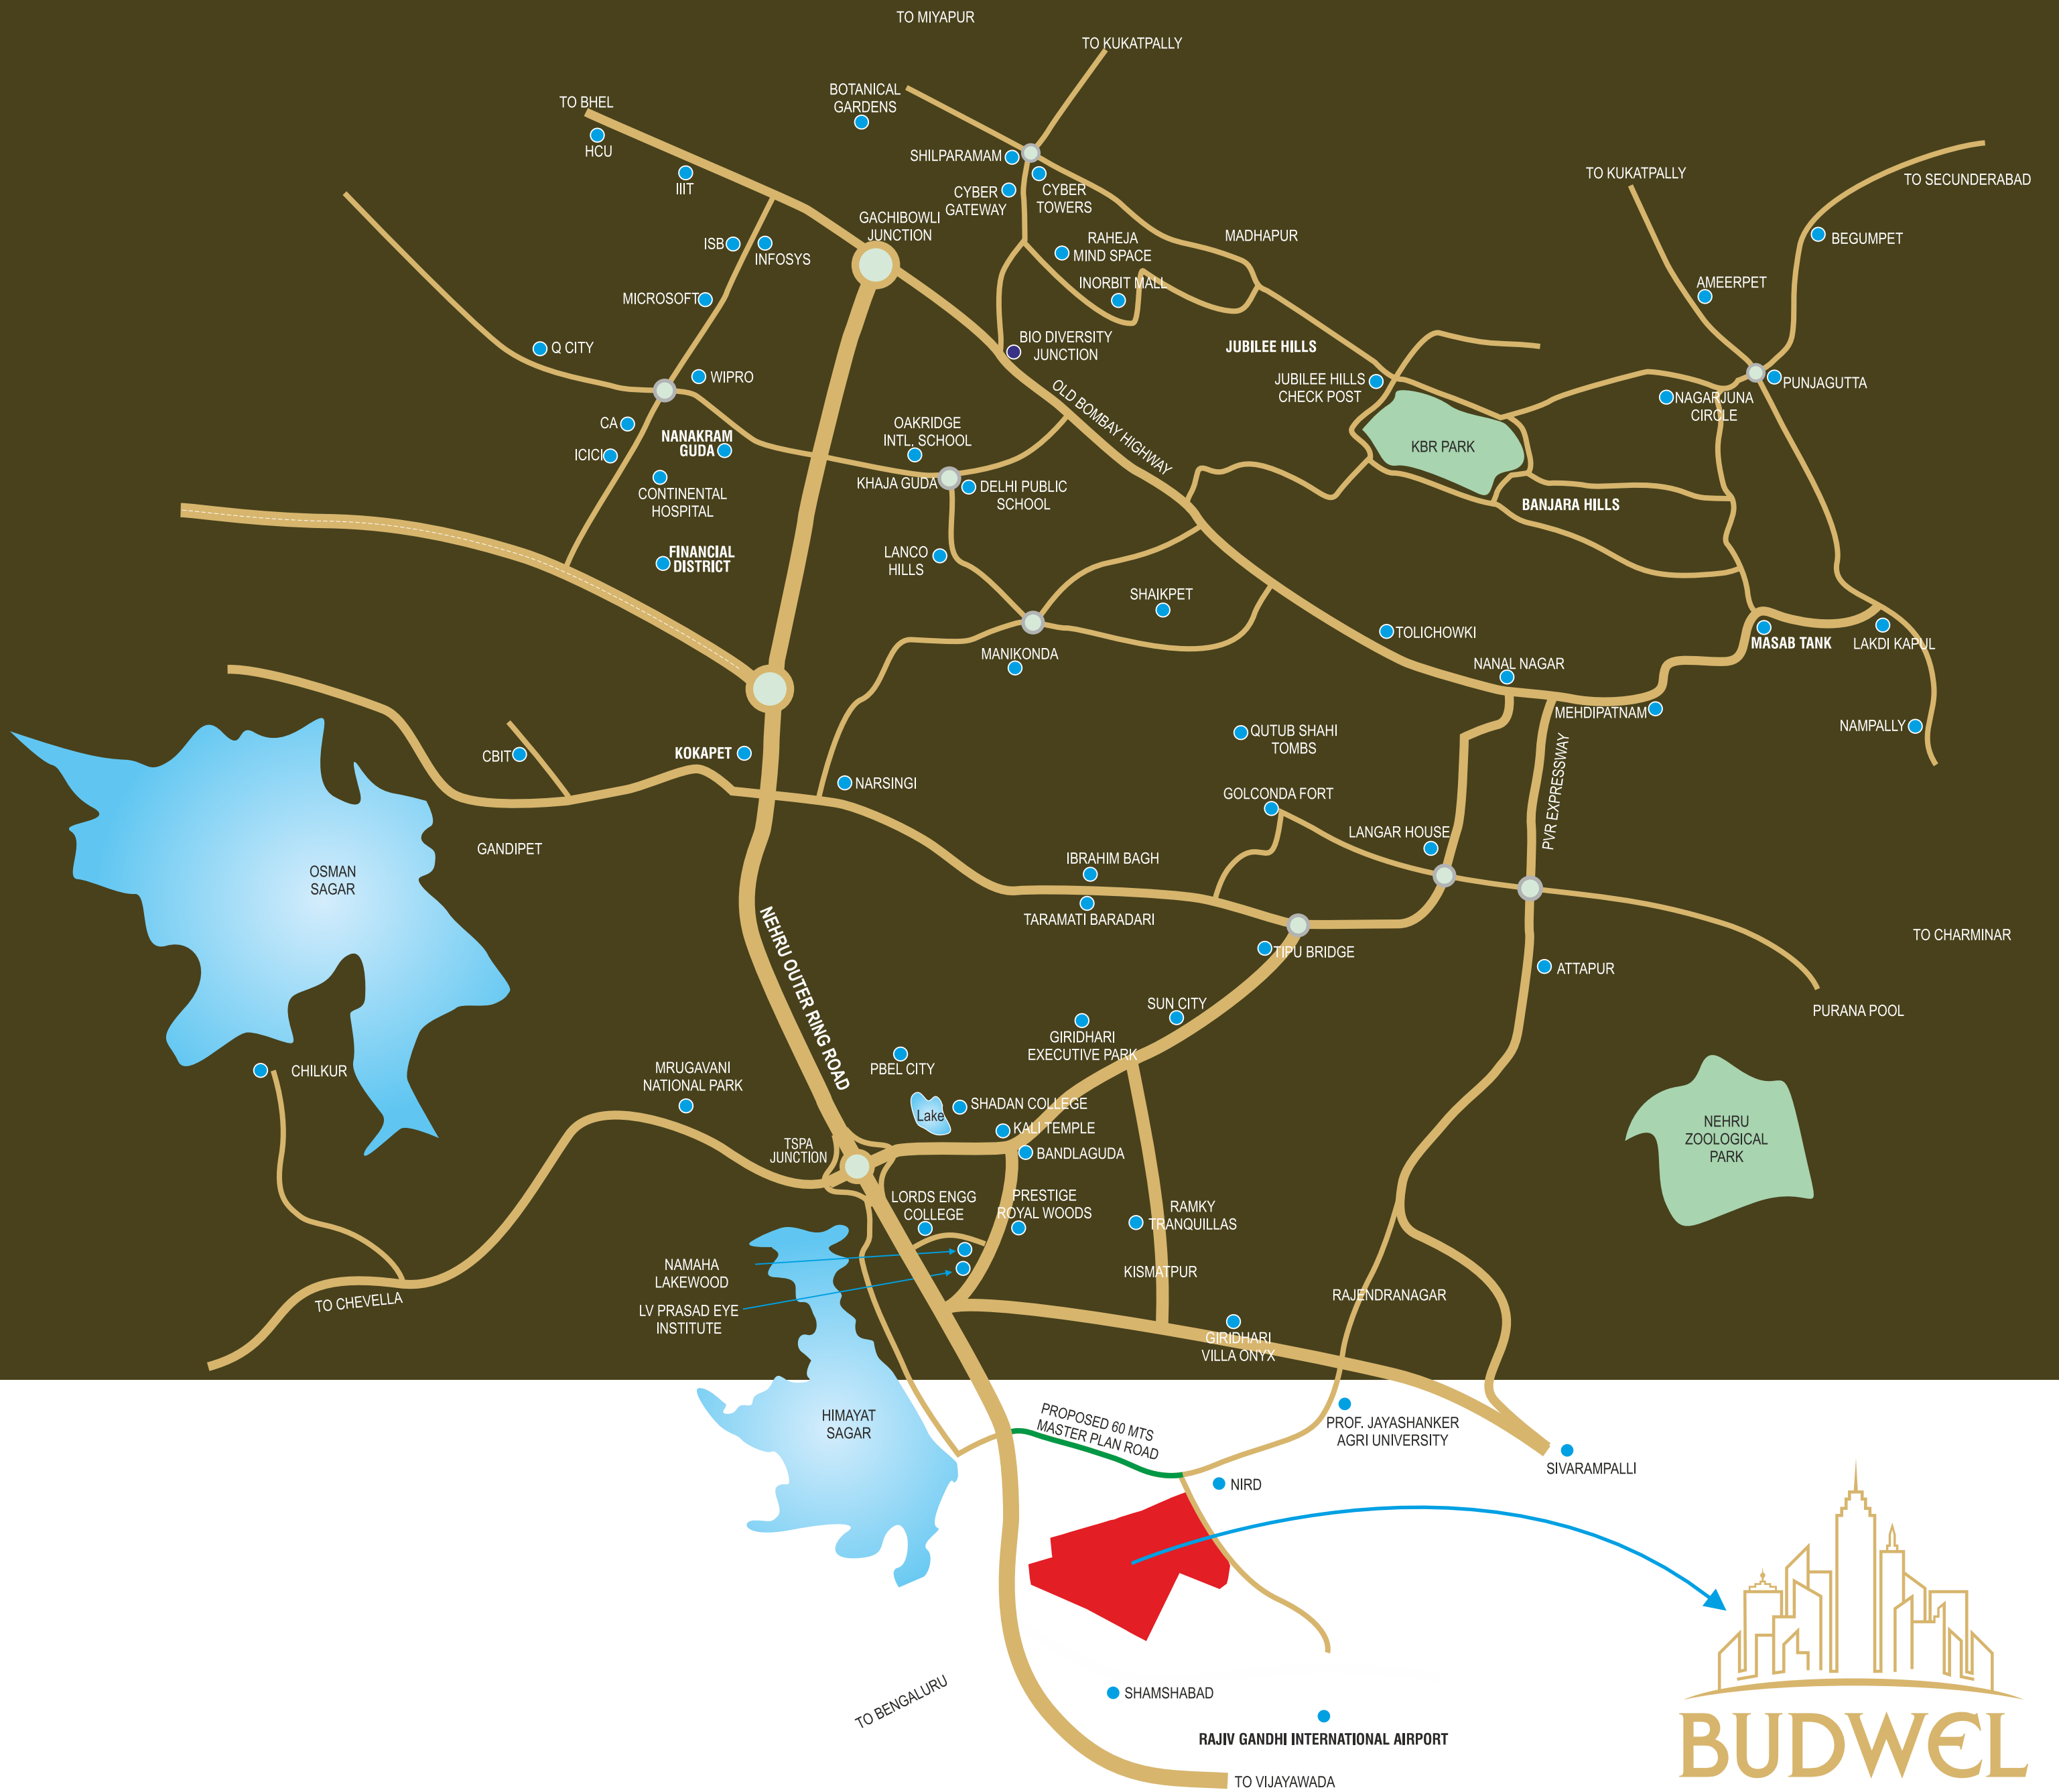 TO MIYAPUR
TO KUKATPALLY
BOTANICAL
GARDENS
TO BHEL
HCU
IIIT
SHILPARAMAM
CYBER
GATEWAY
CYBER
TOWERS
TO KUKATPALLY
TO SECUNDERABAD
GACHIBOWLI
JUNCTION
ISB
INFOSYS
RAHEJA
MIND SPACE
MADHAPUR
BEGUMPET
INORBIT MALL
AMEERPET
MICROSOFT
Q CITY
BIO DIVERSITY
JUNCTION
JUBILEE HILLS
JUBILEE HILLS
CHECK POST
WIPRO
PUNJAGUTTA
NAGARJUNA
CIRCLE
OLD BOMBAY HIGHWAY
CA
NANAKRAM
GUDA
OAKRIDGE
INTL. SCHOOL
KBR PARK
ICICI
KHAJA GUDA
DELHI PUBLIC
SCHOOL
CONTINENTAL
HOSPITAL
BANJARA HILLS
FINANCIAL
DISTRICT
LANCO
HILLS
SHAIKPET
TOLICHOWKI
MASAB TANK
LAKDI KAPUL
MANIKONDA
NANAL NAGAR
MEHDIPATNAM
NAMPALLY
CBIT
KOKAPET
QUTUB SHAHI
TOMBS
NARSINGI
GOLCONDA FORT
PVR EXPRESSWAY
LANGAR HOUSE
GANDIPET
IBRAHIM BAGH
OSMAN
SAGAR
TARAMATI BARADARI
TO CHARMINAR
TIPU BRIDGE
ATTAPUR
NEHRU OUTER RING ROAD
SUN CITY
PURANA POOL
GIRIDHARI
EXECUTIVE PARK
CHILKUR
MRUGAVANI
NATIONAL PARK
PBEL CITY
Lake
SHADAN COLLEGE
KALI TEMPLE
NEHRU
ZOOLOGICAL
PARK
TSPA
JUNCTION
BANDLAGUDA
LORDS ENGG
COLLEGE
PRESTIGE
ROYAL WOODS
RAMKY
TRANQUILLAS
NAMAHA
LAKEWOOD
KISMATPUR
TO CHEVELLA
LV PRASAD EYE
INSTITUTE
RAJENDRANAGAR
GIRIDHARI
VILLA ONYX
HIMAYAT
SAGAR
PROPOSED 60 MTS
MASTER PLAN ROAD
PROF. JAYASHANKER
AGRI UNIVERSITY
SIVARAMPALLI
NIRD
TO BENGALURU
SHAMSHABAD
RAJIV GANDHI INTERNATIONAL AIRPORT
BUDWEL
TO VIJAYAWADA